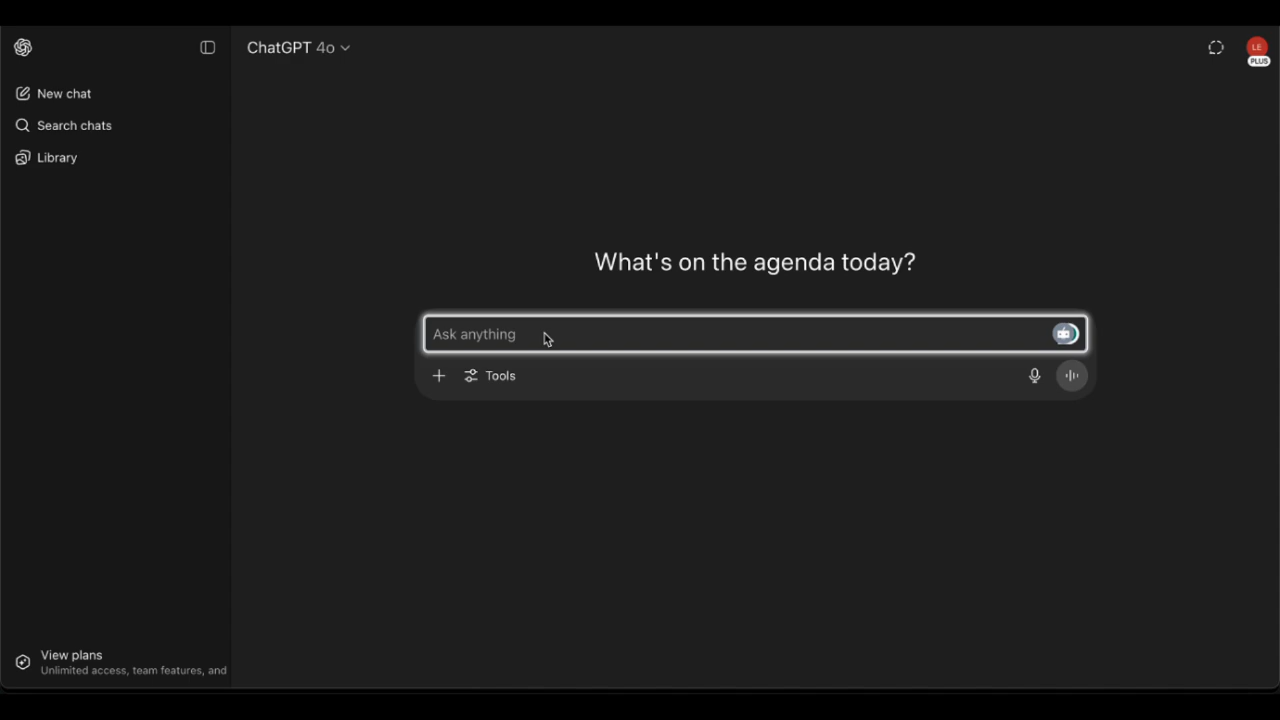 ChatGPT 4o
LE
PLUS
New chat
Search chats
Library
What's on the agenda today?
Ask anything
Tools
View plans
Unlimited access, team features, and